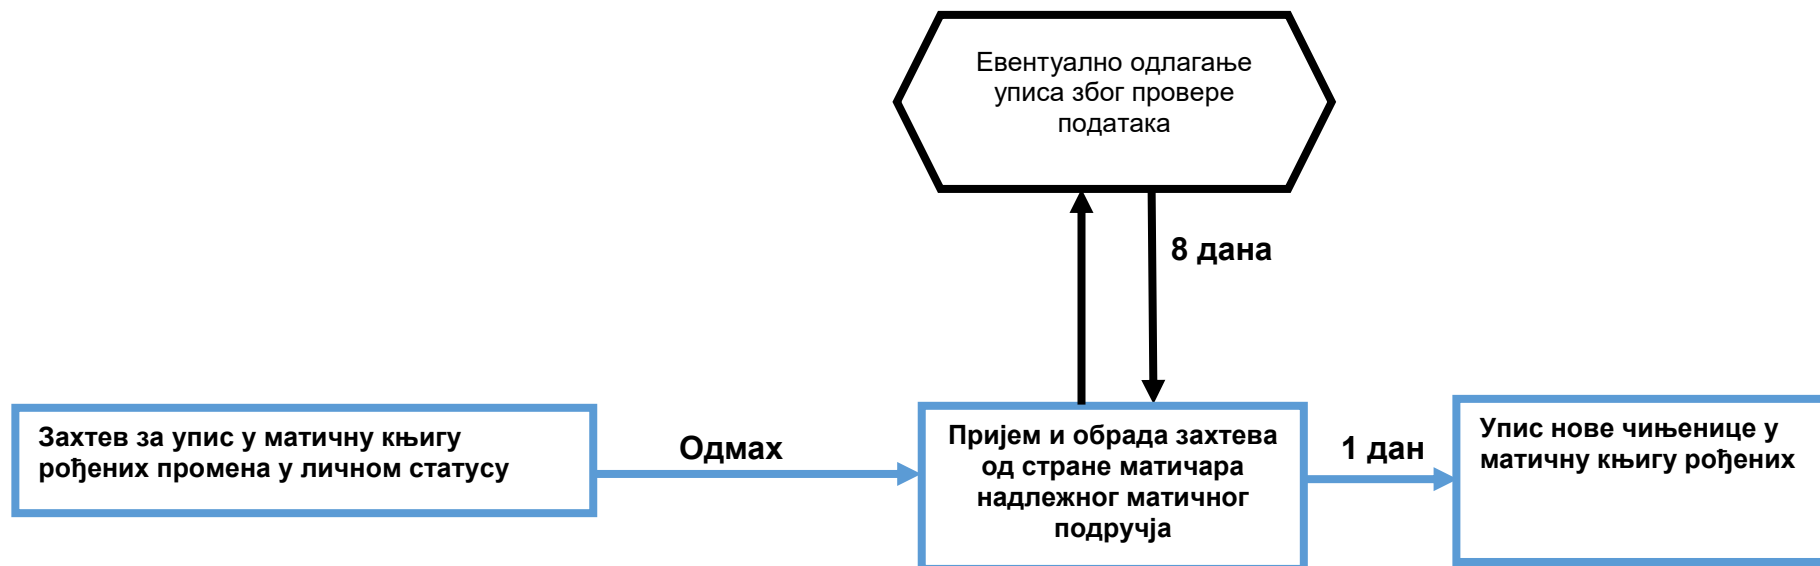 Евентуално одлагање
уписа због провере
података
8 дана
Захтев за упис у матичну књигу
рођених промена у личном статусу
Одмах
Пријем и обрада захтева
од стране матичара
надлежног матичног
подручја
1 дан
Упис нове чињенице у
матичну књигу рођених